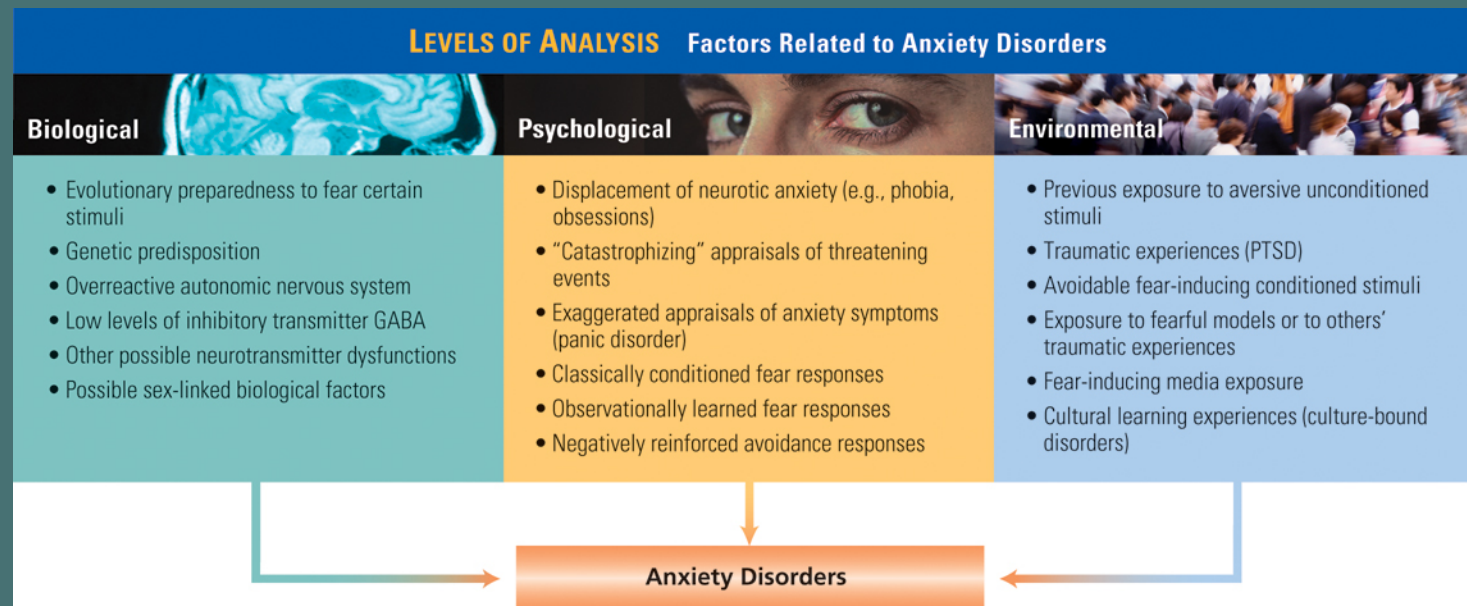 LEVELS OF ANALYSIS Factors Related to Anxiety Disorders
Biological
• Evolutionary preparedness to fear certain
stimuli
• Genetic predisposition
• Overreactive autonomic nervous system
• Low levels of inhibitory transmitter GABA
• Other possible neurotransmitter dysfunctions
• Possible sex-linked biological factors
Psychological
• Displacement of neurotic anxiety (e.g., phobia,
obsessions)
• “Catastrophizing” appraisals of threatening
events
• Exaggerated appraisals of anxiety symptoms
(panic disorder)
• Classically conditioned fear responses
• Observationally learned fear responses
• Negatively reinforced avoidance responses
Environmental
• Previous exposure to aversive unconditioned
stimuli
• Traumatic experiences (PTSD)
• Avoidable fear-inducing conditioned stimuli
• Exposure to fearful models or to others’
traumatic experiences
• Fear-inducing media exposure
• Cultural learning experiences (culture-bound
disorders)
Anxiety Disorders